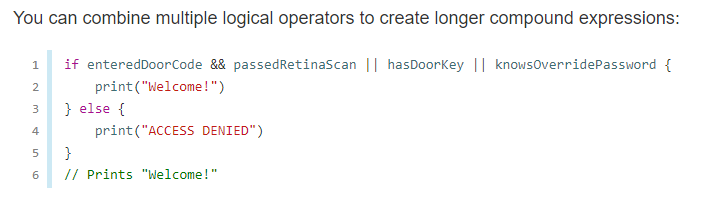 You can combine multiple logical operators to create longer compound expressions:
1 if enteredDoorCode && passedRetinaScan || hasDoorKey || knowsOverridePassword {
2     print("Welcome!")
3 } else {
4     print("ACCESS DENIED")
5 }
6 // Prints "Welcome!"